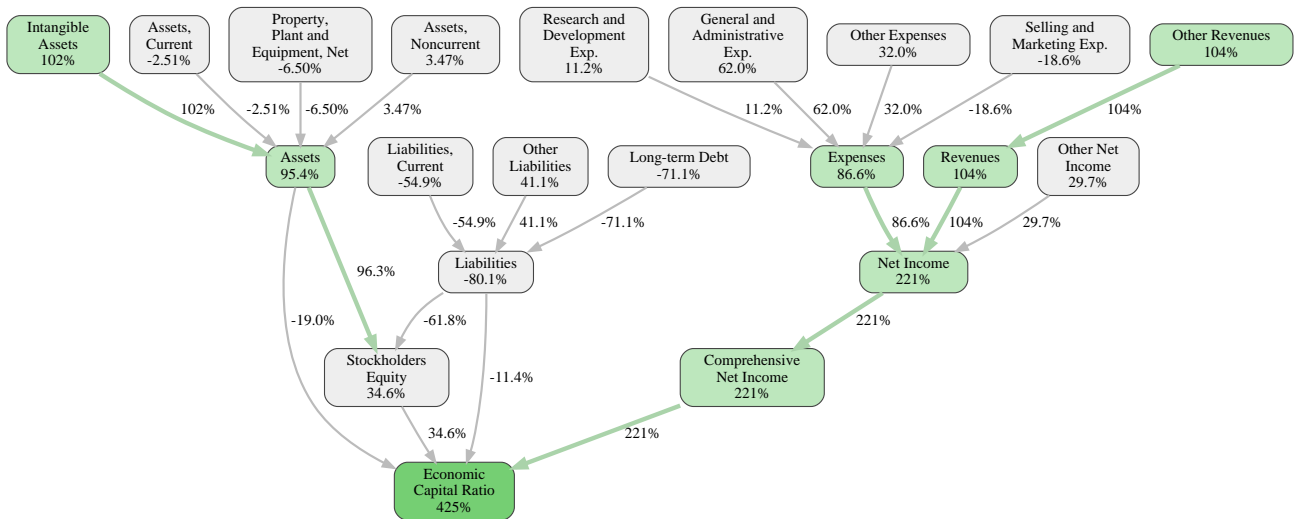 Intangible
Assets
102%
Assets,
Current
-2.51%
Property,
Plant and
Equipment, Net
-6.50%
Assets,
Noncurrent
3.47%
Research and
Development
Exp.
11.2%
General and
Administrative
Exp.
62.0%
Other Expenses
32.0%
Selling and
Marketing Exp.
-18.6%
Other Revenues
104%
102%
-2.51%
-6.50%
3.47%
11.2%
62.0%
32.0%
-18.6%
104%
Assets
95.4%
Liabilities,
Current
-54.9%
Other
Liabilities
41.1%
Long-term Debt
-71.1%
Expenses
86.6%
Revenues
104%
Other Net
Income
29.7%
-54.9%
41.1%
-71.1%
86.6%
104%
29.7%
96.3%
Liabilities
-80.1%
Net Income
221%
-19.0%
-61.8%
221%
Stockholders
Equity
34.6%
-11.4%
Comprehensive
Net Income
221%
34.6%
221%
Economic
Capital Ratio
425%